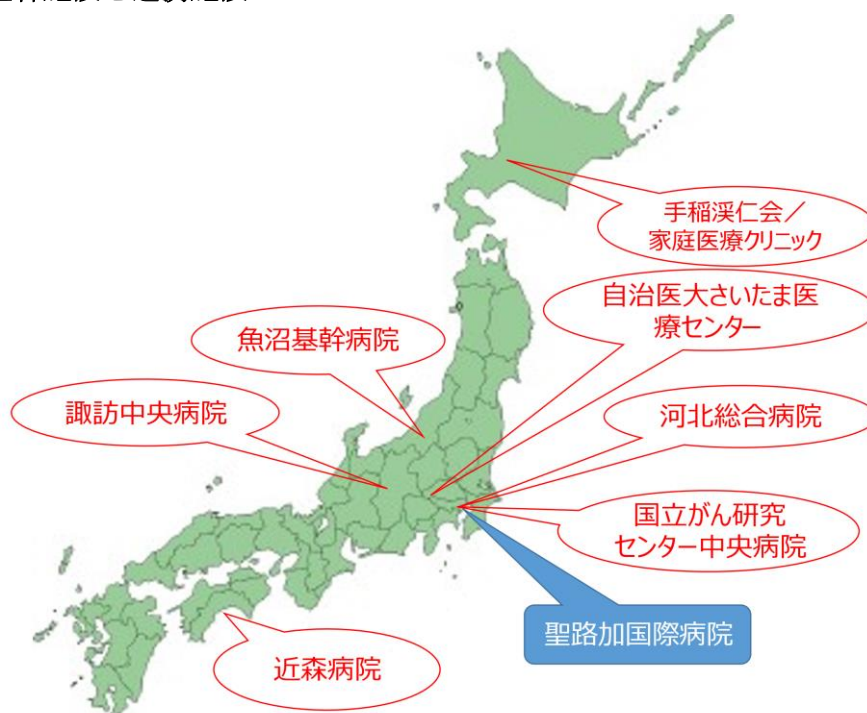 手稲渓仁会／
家庭医療クリニック
自治医大さいたま医
療センター
魚沼基幹病院
諏訪中央病院
河北総合病院
国立がん研究
センター中央病院
聖路加国際病院
近森病院